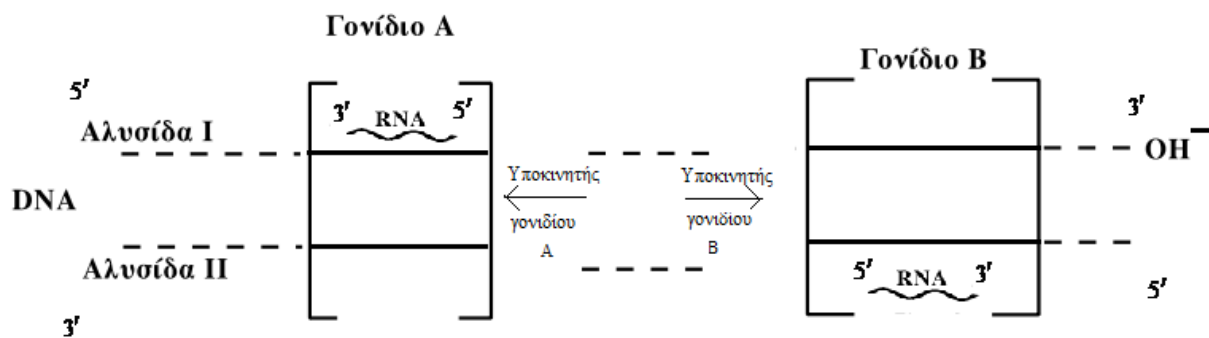 Γονίδιο Α
Γονίδιο Β
5'
3' RNA 5'
3'
Αλυσίδα Ι
OH
Υποκινητής
Υποκινητής
DNA
γονιδίου
γονιδίου
Α
Β
Αλυσίδα ΙΙ
5' RNA 3'
5'
3'